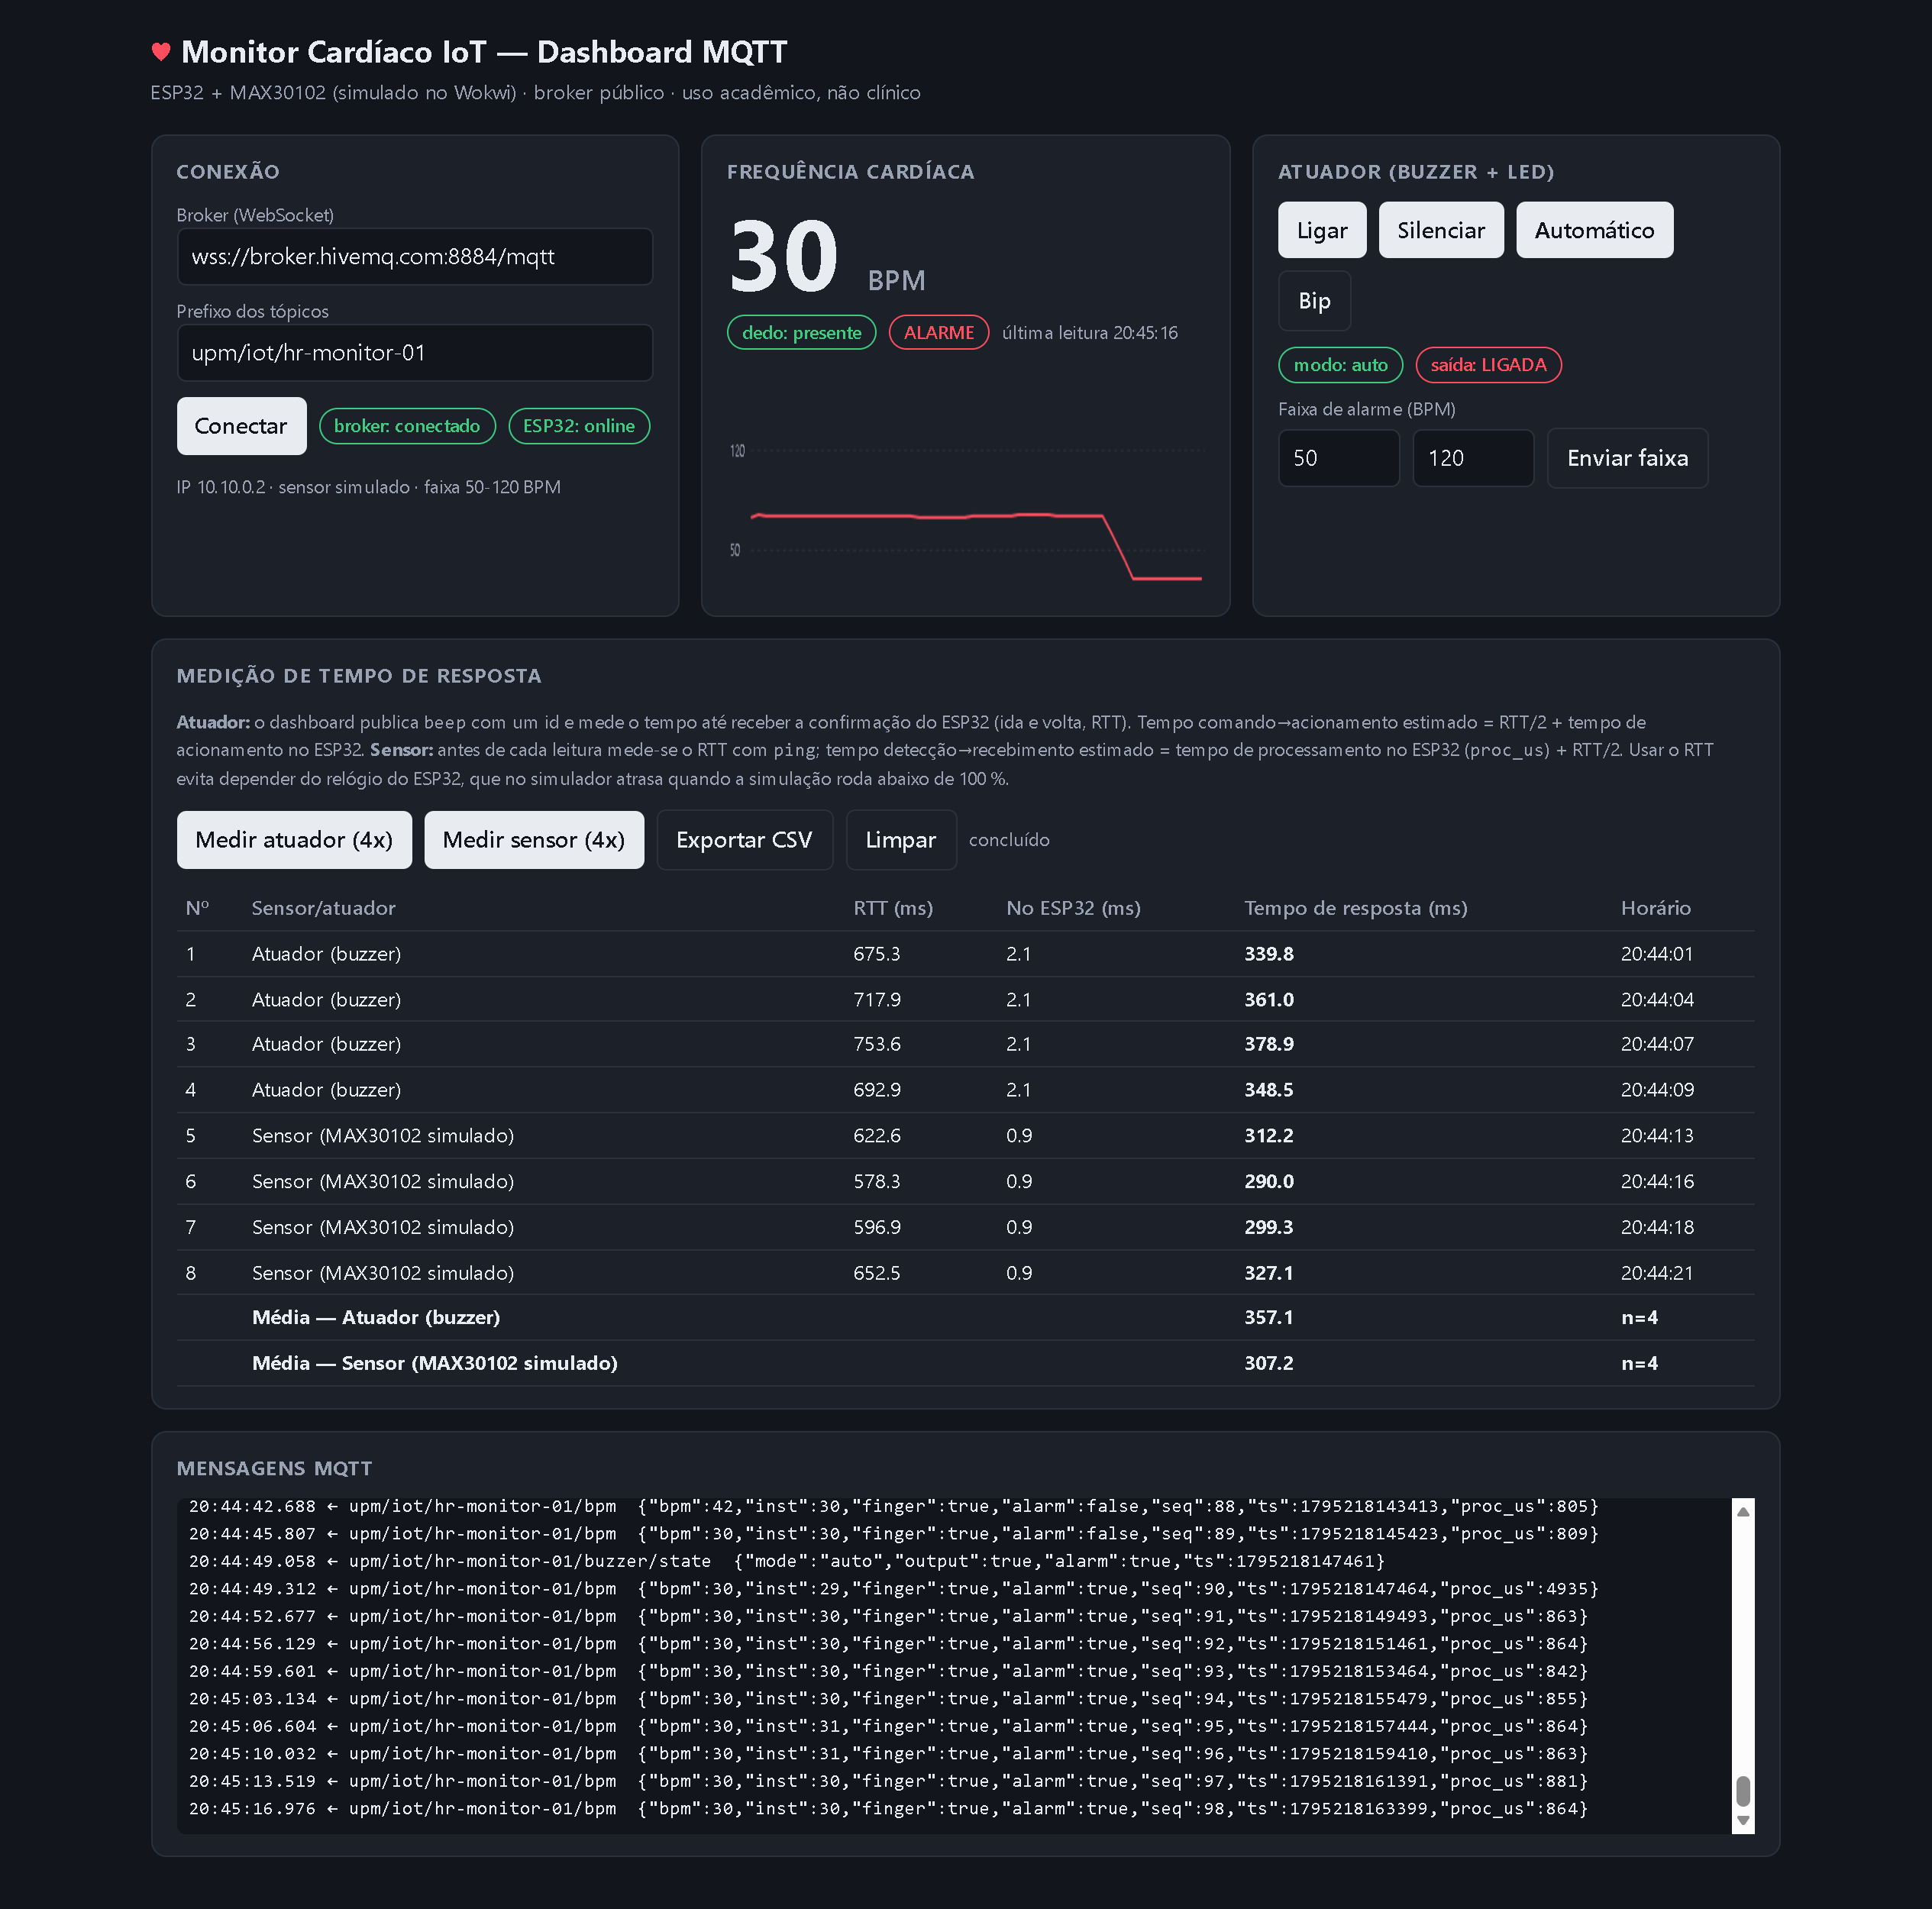 ♥ Monitor Cardíaco IoT — Dashboard MQTT
ESP32 + MAX30102 (simulado no Wokwi) · broker público · uso acadêmico, não clínico
CONEXÃO
Broker (WebSocket)
wss://broker.hivemq.com:8884/mqtt
Prefixo dos tópicos
upm/iot/hr-monitor-01
Conectar broker: conectado ESP32: online
IP 10.10.0.2 · sensor simulado · faixa 50-120 BPM
FREQUÊNCIA CARDÍACA
30 BPM
dedo: presente ALARME última leitura 20:45:16
120
50
ATUADOR (BUZZER + LED)
Ligar Silenciar Automático
Bip
modo: auto saída: LIGADA
Faixa de alarme (BPM)
50 120 Enviar faixa
MEDIÇÃO DE TEMPO DE RESPOSTA
Atuador: o dashboard publica beep com um id e mede o tempo até receber a confirmação do ESP32 (ida e volta, RTT). Tempo comando→acionamento estimado = RTT/2 + tempo de
acionamento no ESP32. Sensor: antes de cada leitura mede-se o RTT com ping; tempo detecção→recebimento estimado = tempo de processamento no ESP32 (proc_us) + RTT/2. Usar o RTT
evita depender do relógio do ESP32, que no simulador atrasa quando a simulação roda abaixo de 100 %.
Medir atuador (4x) Medir sensor (4x) Exportar CSV Limpar concluído
Nº Sensor/atuador RTT (ms) No ESP32 (ms) Tempo de resposta (ms) Horário
1 Atuador (buzzer) 675.3 2.1 339.8 20:44:01
2 Atuador (buzzer) 717.9 2.1 361.0 20:44:04
3 Atuador (buzzer) 753.6 2.1 378.9 20:44:07
4 Atuador (buzzer) 692.9 2.1 348.5 20:44:09
5 Sensor (MAX30102 simulado) 622.6 0.9 312.2 20:44:13
6 Sensor (MAX30102 simulado) 578.3 0.9 290.0 20:44:16
7 Sensor (MAX30102 simulado) 596.9 0.9 299.3 20:44:18
8 Sensor (MAX30102 simulado) 652.5 0.9 327.1 20:44:21
Média — Atuador (buzzer) 357.1 n=4
Média — Sensor (MAX30102 simulado) 307.2 n=4
MENSAGENS MQTT
20:44:42.688 ← upm/iot/hr-monitor-01/bpm {"bpm":42,"inst":30,"finger":true,"alarm":false,"seq":88,"ts":1795218143413,"proc_us":805}
20:44:45.807 ← upm/iot/hr-monitor-01/bpm {"bpm":30,"inst":30,"finger":true,"alarm":false,"seq":89,"ts":1795218145423,"proc_us":809}
20:44:49.058 ← upm/iot/hr-monitor-01/buzzer/state {"mode":"auto","output":true,"alarm":true,"ts":1795218147461}
20:44:49.312 ← upm/iot/hr-monitor-01/bpm {"bpm":30,"inst":29,"finger":true,"alarm":true,"seq":90,"ts":1795218147464,"proc_us":4935}
20:44:52.677 ← upm/iot/hr-monitor-01/bpm {"bpm":30,"inst":30,"finger":true,"alarm":true,"seq":91,"ts":1795218149493,"proc_us":863}
20:44:56.129 ← upm/iot/hr-monitor-01/bpm {"bpm":30,"inst":30,"finger":true,"alarm":true,"seq":92,"ts":1795218151461,"proc_us":864}
20:44:59.601 ← upm/iot/hr-monitor-01/bpm {"bpm":30,"inst":30,"finger":true,"alarm":true,"seq":93,"ts":1795218153464,"proc_us":842}
20:45:03.134 ← upm/iot/hr-monitor-01/bpm {"bpm":30,"inst":30,"finger":true,"alarm":true,"seq":94,"ts":1795218155479,"proc_us":855}
20:45:06.604 ← upm/iot/hr-monitor-01/bpm {"bpm":30,"inst":31,"finger":true,"alarm":true,"seq":95,"ts":1795218157444,"proc_us":864}
20:45:10.032 ← upm/iot/hr-monitor-01/bpm {"bpm":30,"inst":31,"finger":true,"alarm":true,"seq":96,"ts":1795218159410,"proc_us":863}
20:45:13.519 ← upm/iot/hr-monitor-01/bpm {"bpm":30,"inst":30,"finger":true,"alarm":true,"seq":97,"ts":1795218161391,"proc_us":881}
20:45:16.976 ← upm/iot/hr-monitor-01/bpm {"bpm":30,"inst":30,"finger":true,"alarm":true,"seq":98,"ts":1795218163399,"proc_us":864}